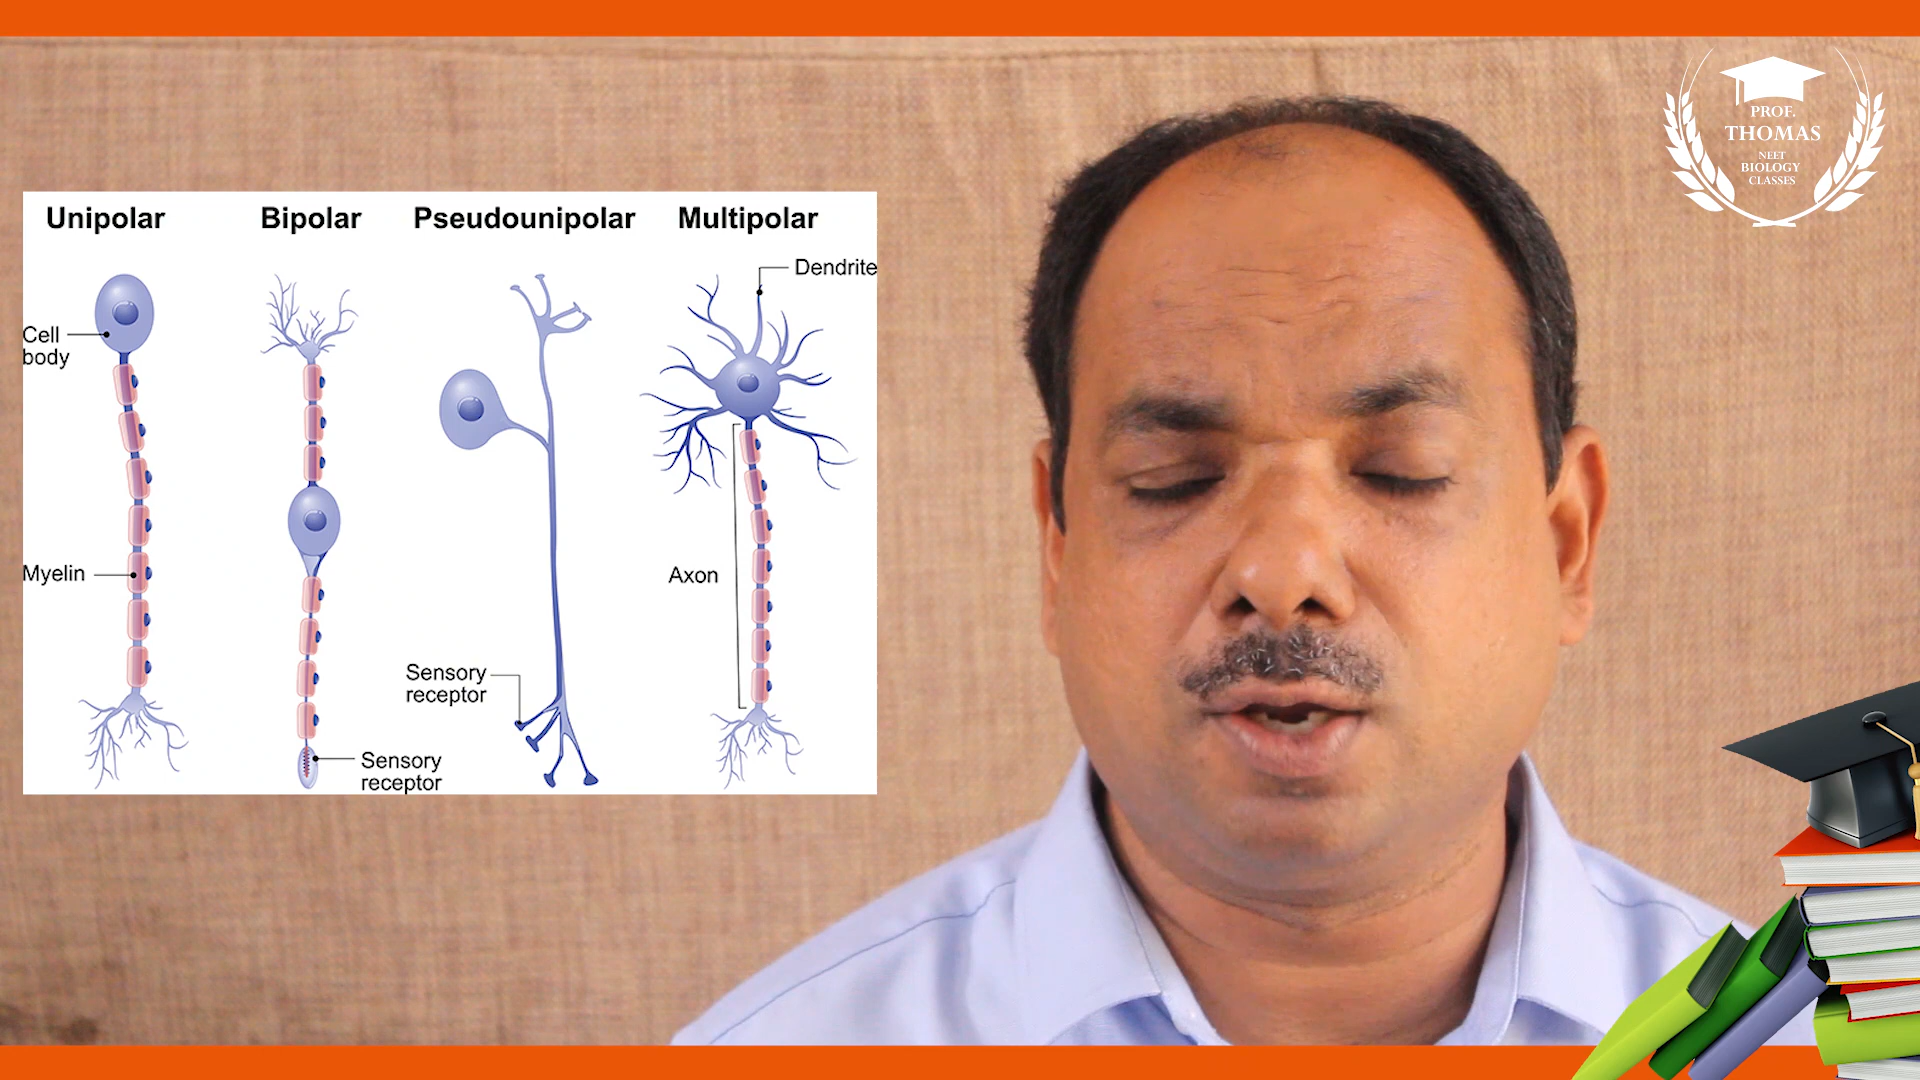 Unipolar
Bipolar
Pseudounipolar
Multipolar
Dendrite
Cell
body
Myelin
Axon
Sensory
receptor
Sensory
receptor
PROF.
THOMAS
NEET
BIOLOGY
CLASSES